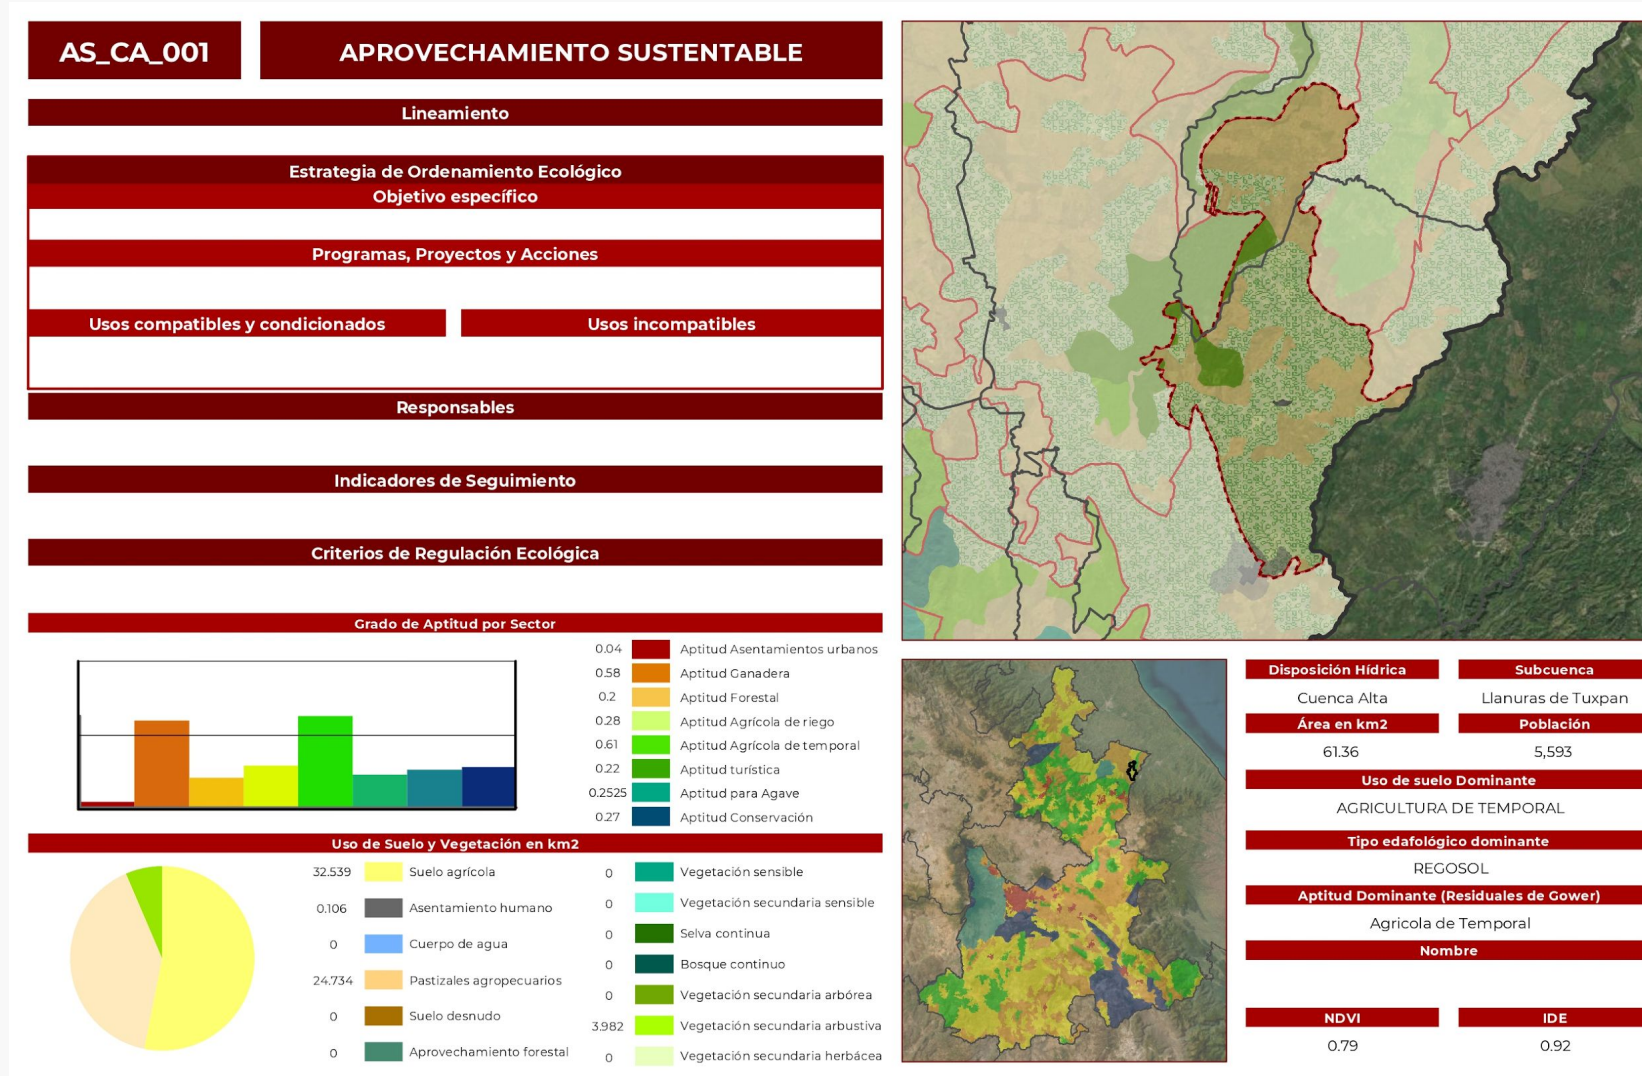 AS_CA_001
APROVECHAMIENTO SUSTENTABLE
Lineamiento
Estrategia de Ordenamiento Ecológico
Objetivo específico
Programas, Proyectos y Acciones
Usos compatibles y condicionados
Usos incompatibles
Responsables
Indicadores de Seguimiento
Criterios de Regulación Ecológica
Grado de Aptitud por Sector
0.04 Aptitud Asentamientos urbanos
0.58 Aptitud Ganadera
0.2 Aptitud Forestal
0.28 Aptitud Agrícola de riego
0.61 Aptitud Agrícola de temporal
0.22 Aptitud turística
0.2525 Aptitud para Agave
0.27 Aptitud Conservación
Uso de Suelo y Vegetación en km2
32.539 Suelo agrícola
0.106 Asentamiento humano
0 Cuerpo de agua
24.734 Pastizales agropecuarios
0 Suelo desnudo
0 Aprovechamiento forestal
0 Vegetación sensible
0 Vegetación secundaria sensible
0 Selva continua
0 Bosque continuo
0 Vegetación secundaria arbórea
3.982 Vegetación secundaria arbustiva
0 Vegetación secundaria herbácea
Disposición Hídrica
Cuenca Alta
Subcuenca
Llanuras de Tuxpan
Área en km2
61.36
Población
5,593
Uso de suelo Dominante
AGRICULTURA DE TEMPORAL
Tipo edafológico dominante
REGOSOL
Aptitud Dominante (Residuales de Gower)
Agricola de Temporal
Nombre
NDVI
0.79
IDE
0.92